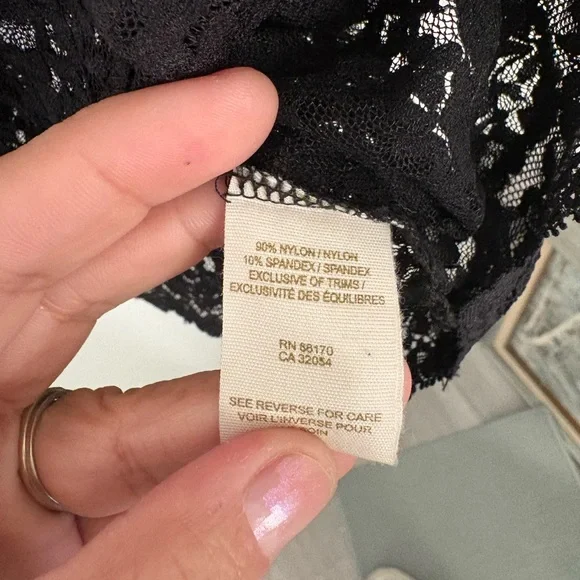 90% NYLON / NYLON
10% SPANDEX / SPANDEX
EXCLUSIVE OF TRIMS /
EXCLUSIVITÉ DES ÉQUILIBRES
RN 88170
CA 32054
SEE REVERSE FOR CARE
VOIR L'INVERSE POUR